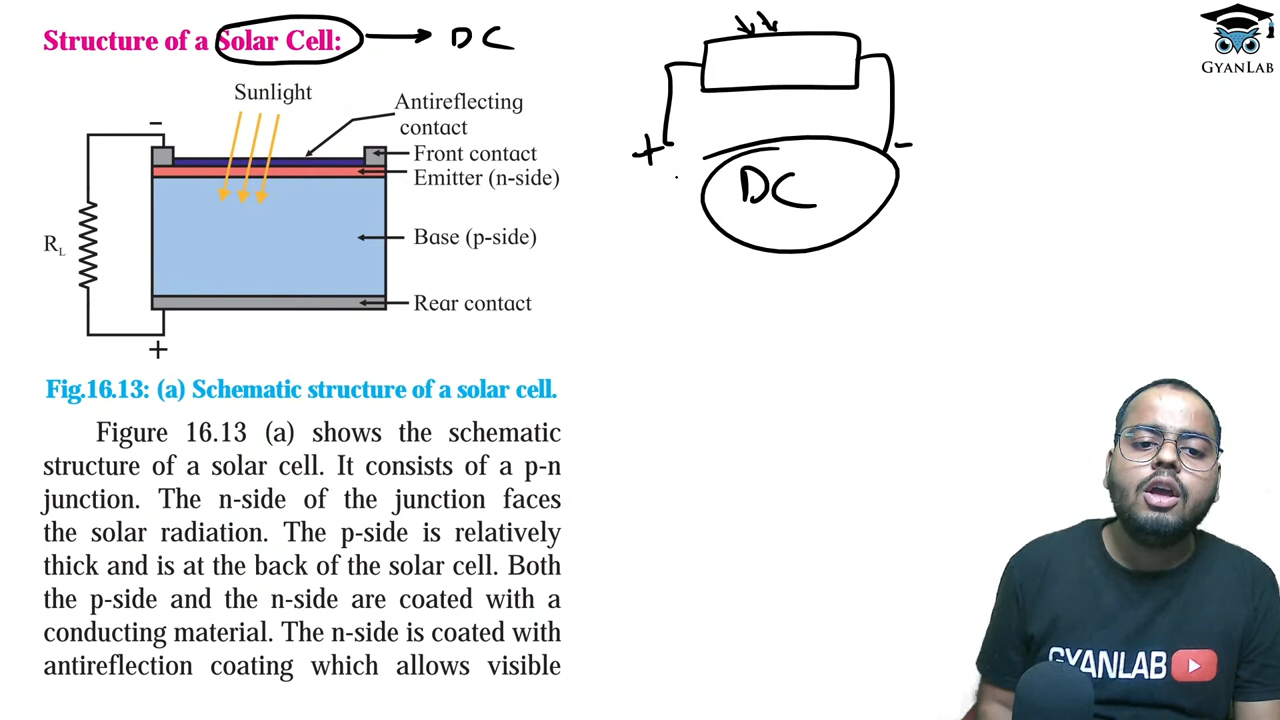 Structure of a Solar Cell: → DC
Sunlight
Antireflecting
contact
Front contact
Emitter (n-side)
Base (p-side)
Rear contact
R_L
-
+
Fig.16.13: (a) Schematic structure of a solar cell.
Figure 16.13 (a) shows the schematic
structure of a solar cell. It consists of a p-n
junction. The n-side of the junction faces
the solar radiation. The p-side is relatively
thick and is at the back of the solar cell. Both
the p-side and the n-side are coated with a
conducting material. The n-side is coated with
antireflection coating which allows visible
+
-
DC
GYANLAB
GYANLAB